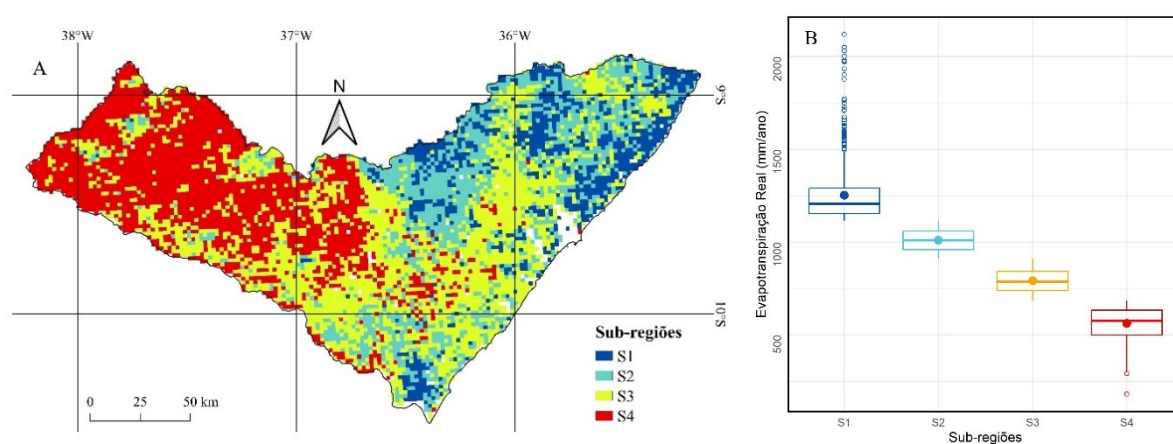 38°W 37°W 36°W
A
N
9°S
10°S
Sub-regiões
S1
S2
S3
S4
0 25 50 km
B
Evapotranspiração Real (mm/ano)
2000
1500
1000
500
S1 S2 S3 S4
Sub-regiões